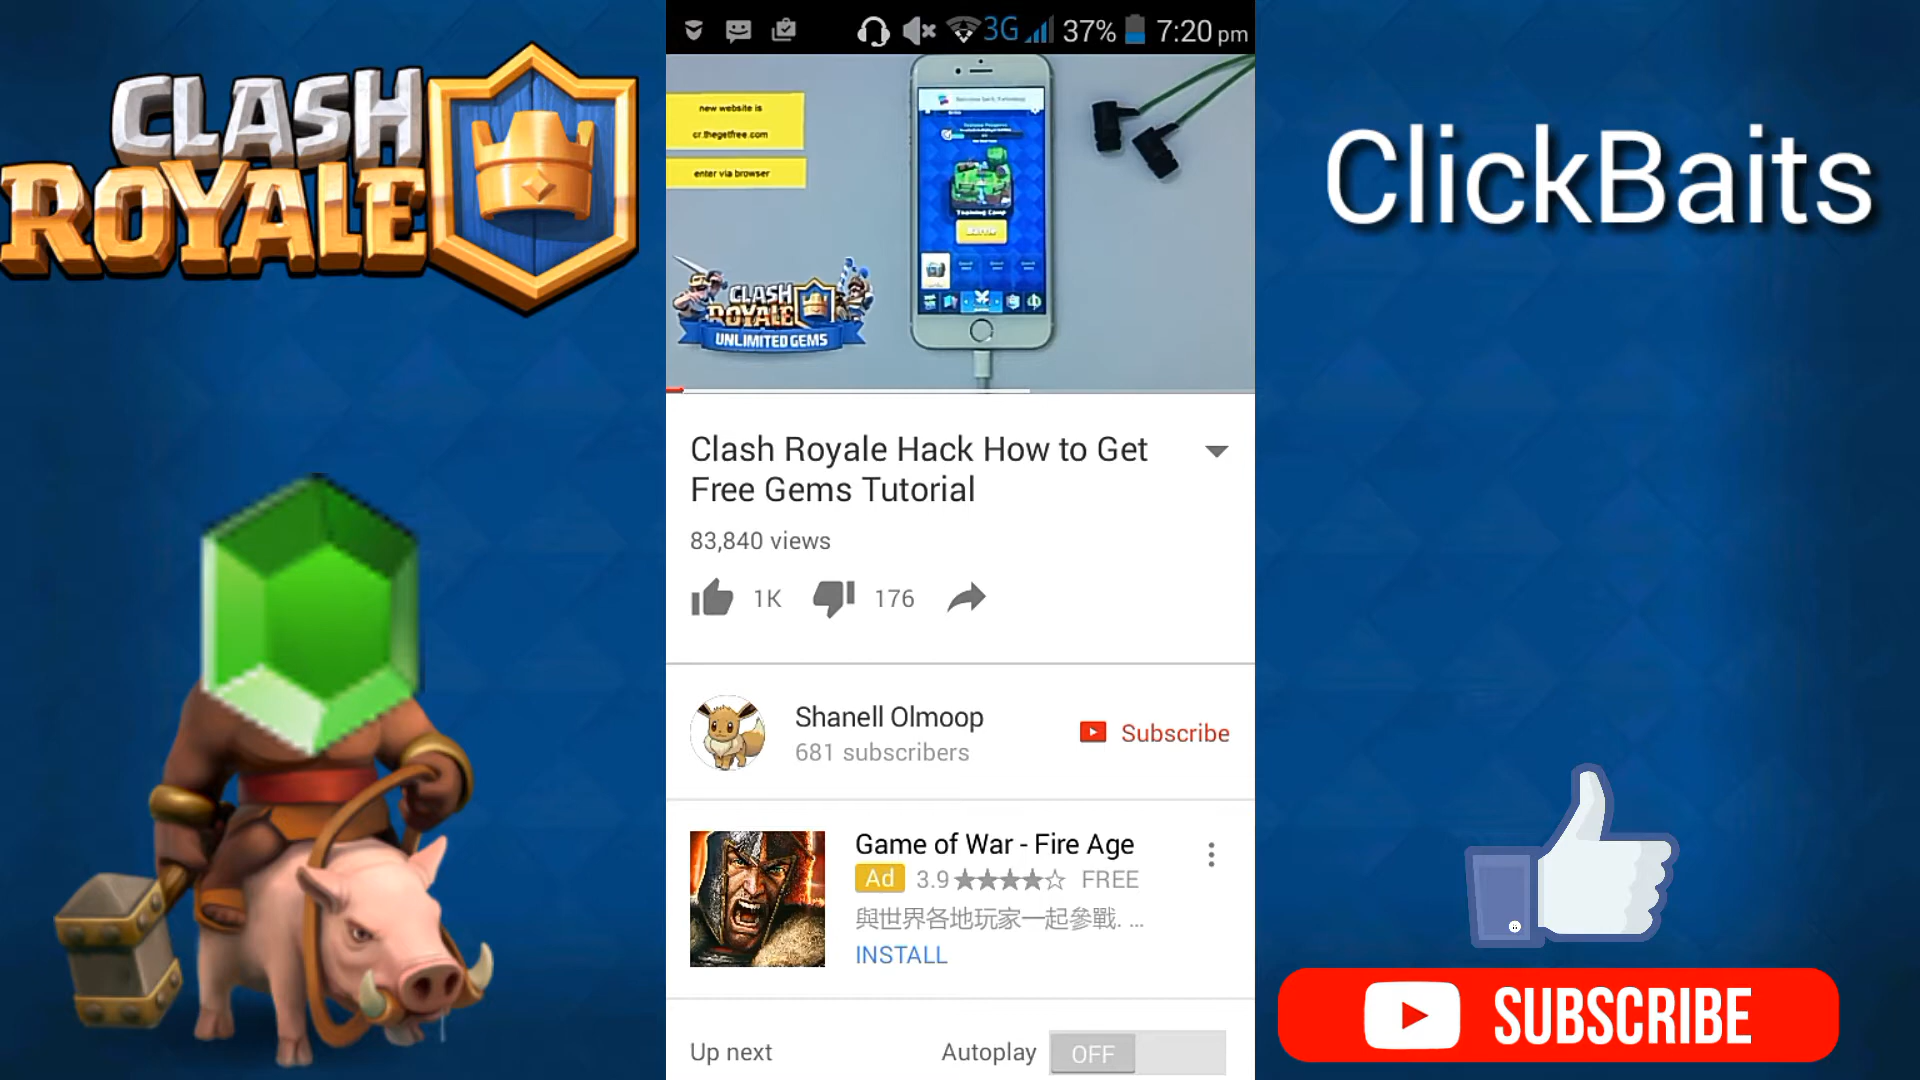 CLASH
ROYALE
3G 37% 7:20 pm
new website is
cr.thegetfree.com
enter via browser
Training Camp
Battle
CLASH
ROYALE
UNLIMITED GEMS
Clash Royale Hack How to Get
Free Gems Tutorial
83,840 views
1K 176
Shanell Olmoop
681 subscribers
Subscribe
Game of War - Fire Age
Ad 3.9 FREE
與世界各地玩家一起參戰. ...
INSTALL
Up next Autoplay OFF
ClickBaits
SUBSCRIBE